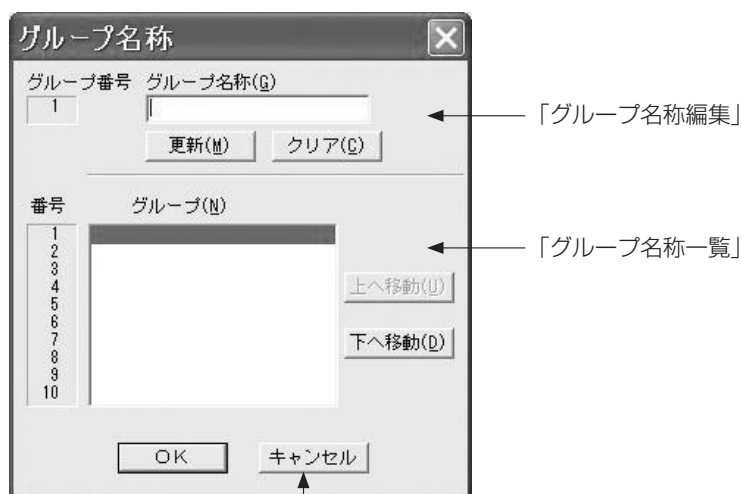 グループ名称
グループ番号 グループ名称(G)
1
「グループ名称編集」
更新(M) クリア(C)
番号 グループ(N)
1
2
「グループ名称一覧」
3
4
上へ移動(U)
5
6
7
下へ移動(D)
8
9
10
OK キャンセル